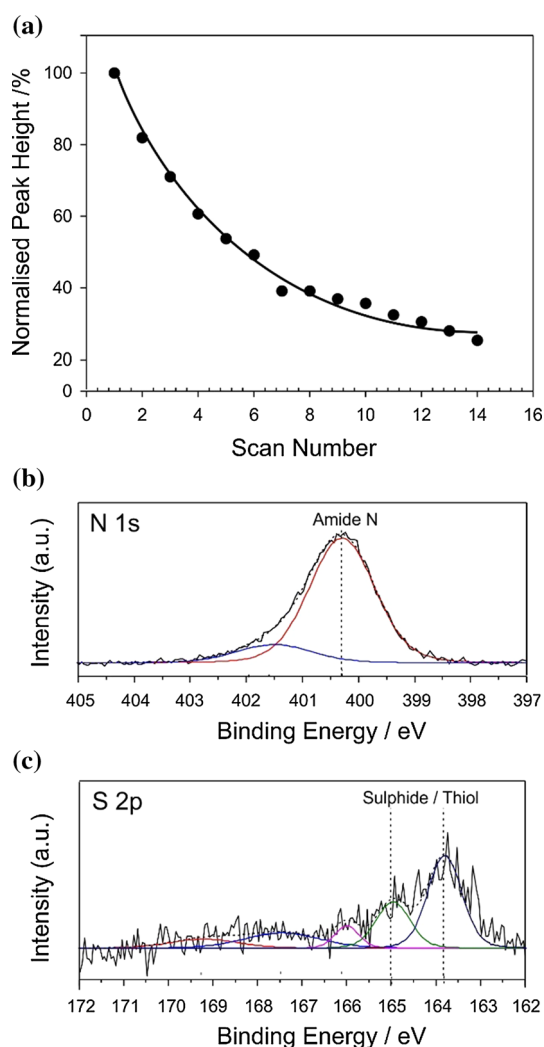 (a)
Normalised Peak Height /%
100
80
60
40
20
0
0 2 4 6 8 10 12 14 16
Scan Number
(b)
N 1s
Amide N
Intensity (a.u.)
405 404 403 402 401 400 399 398 397
Binding Energy / eV
(c)
S 2p
Sulphide / Thiol
Intensity (a.u.)
172 171 170 169 168 167 166 165 164 163 162
Binding Energy / eV